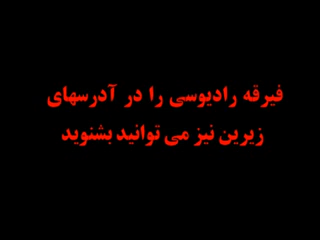 فیرقه رادیوسی را در آدرسهای
زیرین نیز می توانید بشنوید